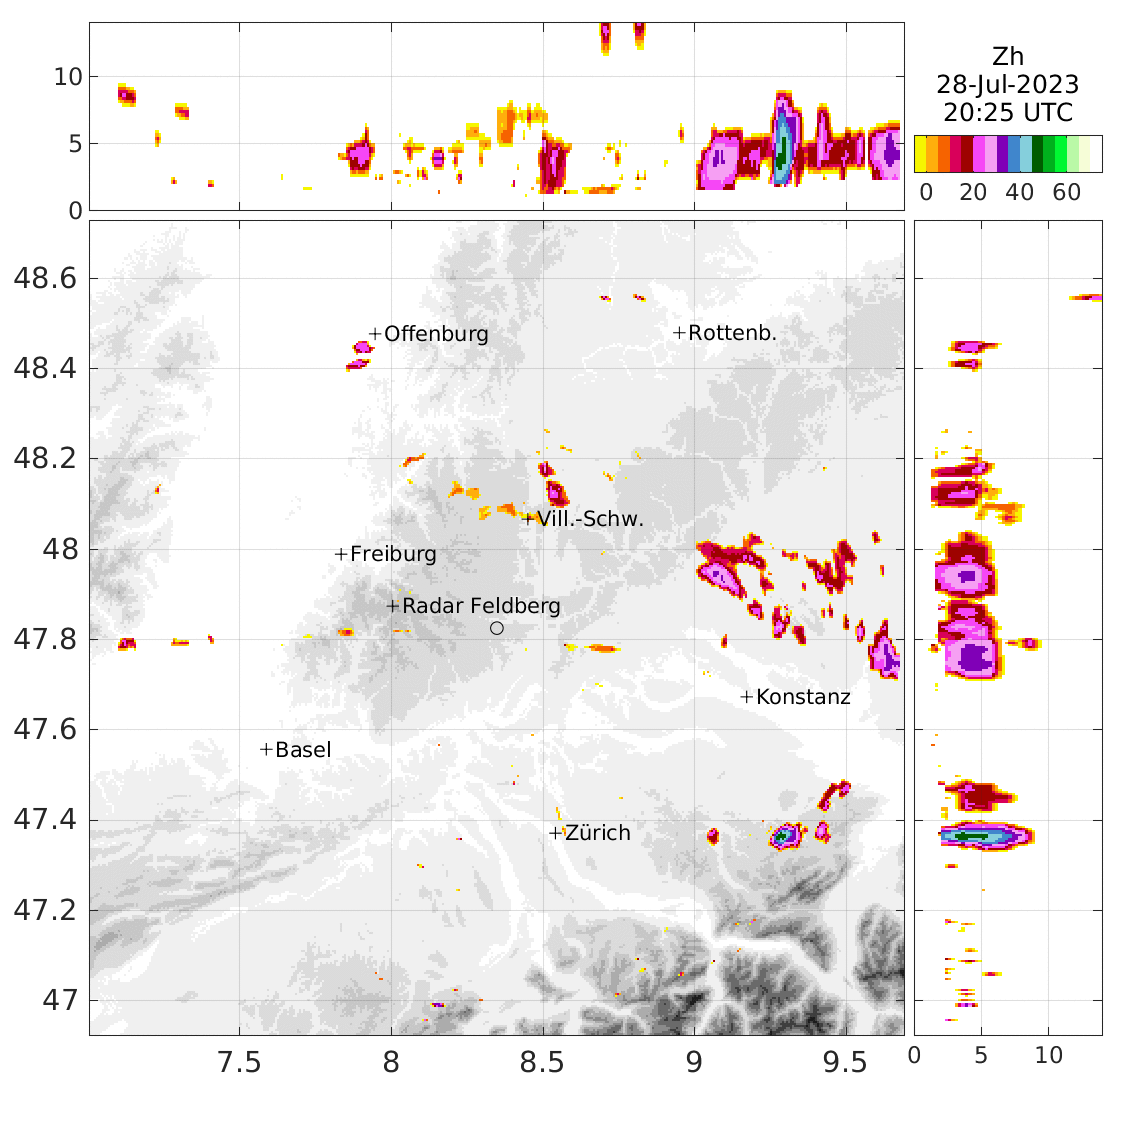 10
5
0
Zh
28-Jul-2023
20:25 UTC
0 20 40 60
48.6
48.4
48.2
48
47.8
47.6
47.4
47.2
47
Offenburg
Rottenb.
Vill.-Schw.
Freiburg
Radar Feldberg
Konstanz
Basel
Zürich
7.5 8 8.5 9 9.5
0 5 10